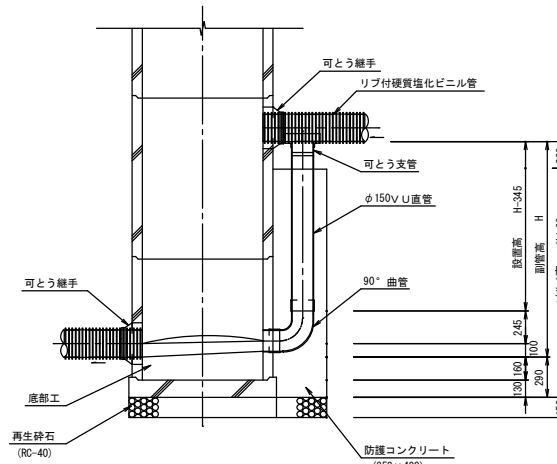 可とう継手
リブ付硬質塩化ビニル管
可とう支管
φ150ＶＵ直管
90°曲管
可とう継手
底部工
再生砕石
(RC-40)
防護コンクリート
設置高 H-345
副管高 H
245
100
160
130
290